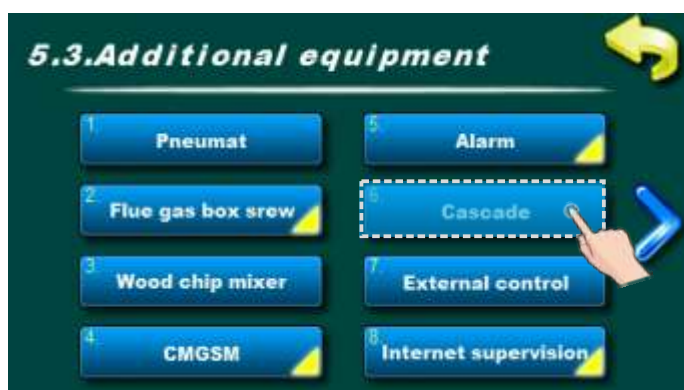 5.3.Additional equipment
1. Pneumat
5. Alarm
2. Flue gas box srew
6. Cascade
3. Wood chip mixer
7. External control
4. CMGSM
8. Internet supervision